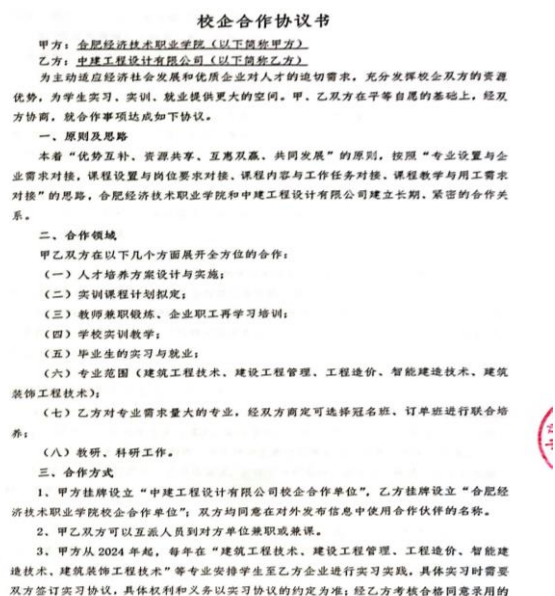 校企合作协议书
甲方：合肥经济技术职业学院（以下简称甲方）
乙方：中建工程设计有限公司（以下简称乙方）
为主动适应经济社会发展和优质企业对人才的迫切需求，充分发挥校企双方的资源
优势，为学生实习、实训、就业提供更大的空间。甲、乙双方在平等自愿的基础上，经双
方协商，就合作事项达成如下协议。
一、原则及思路
本着“优势互补、资源共享、互惠双赢、共同发展”的原则，按照“专业设置与企
业需求对接，课程设置与岗位要求对接、课程内容与工作任务对接、课程教学与用工需求
对接”的思路，合肥经济技术职业学院和中建工程设计有限公司建立长期、紧密的合作关
系。
二、合作领域
甲乙双方在以下几个方面展开全方位的合作：
（一）人才培养方案设计与实施；
（二）实训课程计划拟定；
（三）教师兼职锻炼、企业职工再学习培训；
（四）学校实训教学；
（五）毕业生的实习与就业；
（六）专业范围（建筑工程技术、建设工程管理、工程造价、智能建造技术、建筑
装饰工程技术）；
（七）乙方对专业需求量大的专业，经双方商定可选择冠名班、订单班进行联合培
养；
（八）教研、科研工作。
三、合作方式
1、甲方挂牌设立“中建工程设计有限公司校企合作单位”，乙方挂牌设立“合肥经
济技术职业学院校企合作单位”；双方均同意在对外发布信息中使用合作伙伴的名称。
2、甲乙双方可以互派人员到对方单位兼职或兼课。
3、甲方从 2024 年起，每年在“建筑工程技术、建设工程管理、工程造价、智能建
造技术、建筑装饰工程技术”等专业安排学生至乙方企业进行实习实践，具体实习时需要
双方签订实习协议，具体权利和义务以实习协议的约定为准；经乙方考核合格同意录用的